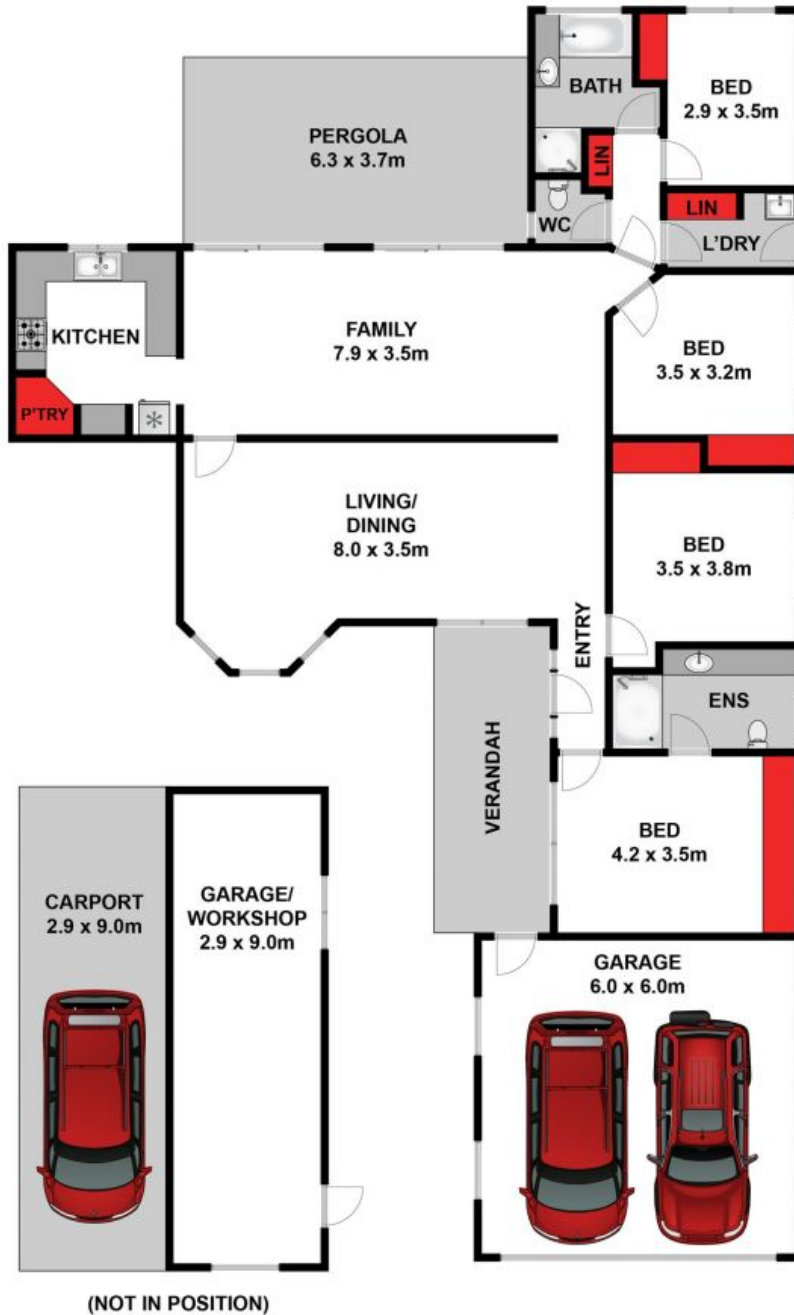 BATH
BED
2.9 x 3.5m
PERGOLA
6.3 x 3.7m
LIN
LIN
WC
L'DRY
KITCHEN
FAMILY
7.9 x 3.5m
BED
3.5 x 3.2m
P'TRY
LIVING/
DINING
8.0 x 3.5m
BED
3.5 x 3.8m
ENTRY
ENS
VERANDAH
BED
4.2 x 3.5m
CARPORT
2.9 x 9.0m
GARAGE/
WORKSHOP
2.9 x 9.0m
GARAGE
6.0 x 6.0m
(NOT IN POSITION)